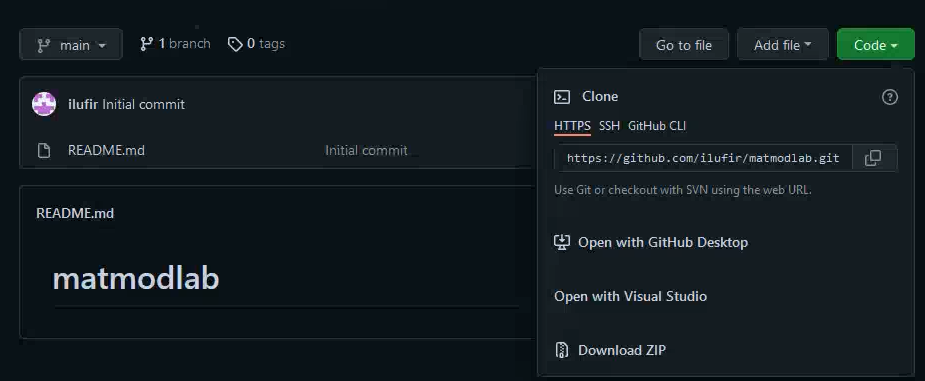 main 1 branch 0 tags Go to file Add file Code
ilufir Initial commit
README.md Initial commit
README.md
matmodlab
Clone
HTTPS SSH GitHub CLI
https://github.com/ilufir/matmodlab.git
Use Git or checkout with SVN using the web URL.
Open with GitHub Desktop
Open with Visual Studio
Download ZIP